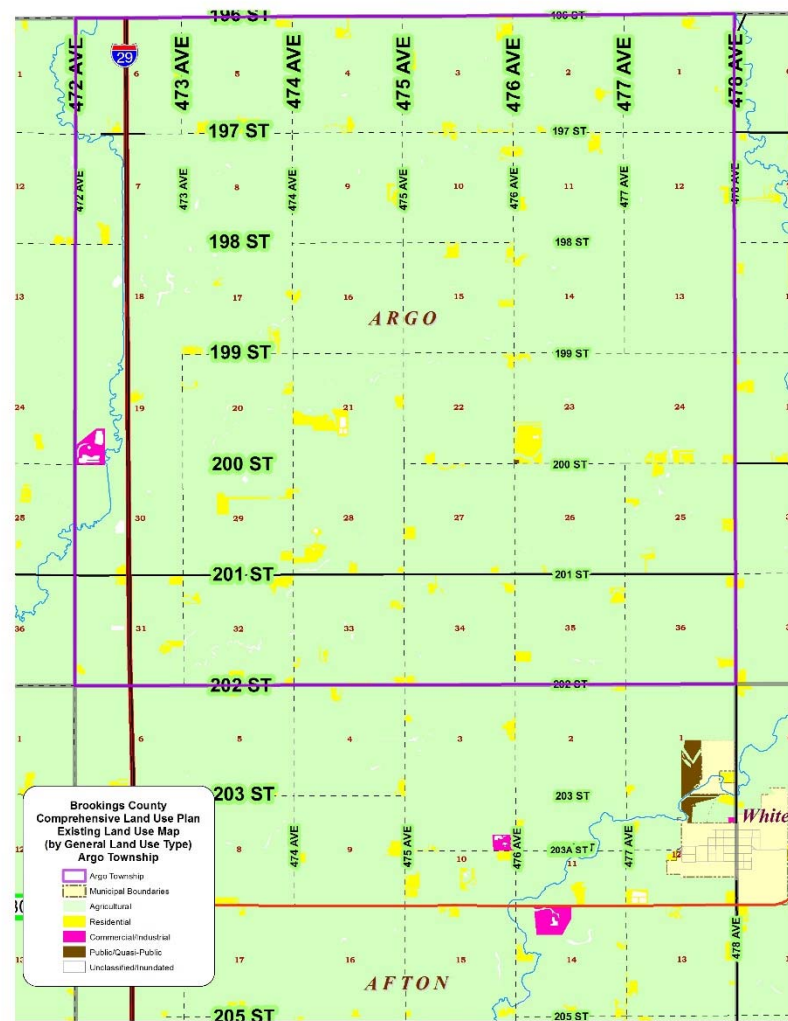 196 ST
196 ST
472 AVE
29
473 AVE
474 AVE
475 AVE
476 AVE
477 AVE
478 AVE
1
6
5
4
3
2
1
197 ST
197 ST
12
472 AVE
7
473 AVE
8
474 AVE
9
475 AVE
10
476 AVE
11
477 AVE
12
478 AVE
198 ST
198 ST
13
18
17
16
15
14
13
ARGO
199 ST
199 ST
24
19
20
21
22
23
24
200 ST
200 ST
25
30
29
28
27
26
25
201 ST
201 ST
36
31
32
33
34
35
36
202 ST
202 ST
1
6
5
4
3
2
1
203 ST
203 ST
White
12
474 AVE
8
9
475 AVE
10
476 AVE
203A ST
11
477 AVE
12
Brookings County
Comprehensive Land Use Plan
Existing Land Use Map
(by General Land Use Type)
Argo Township
Argo Township
Municipal Boundaries
Agricultural
Residential
Commercial/Industrial
Public/Quasi-Public
Unclassified/Inundated
478 AVE
17
16
15
14
13
AFTON
205 ST
205 ST